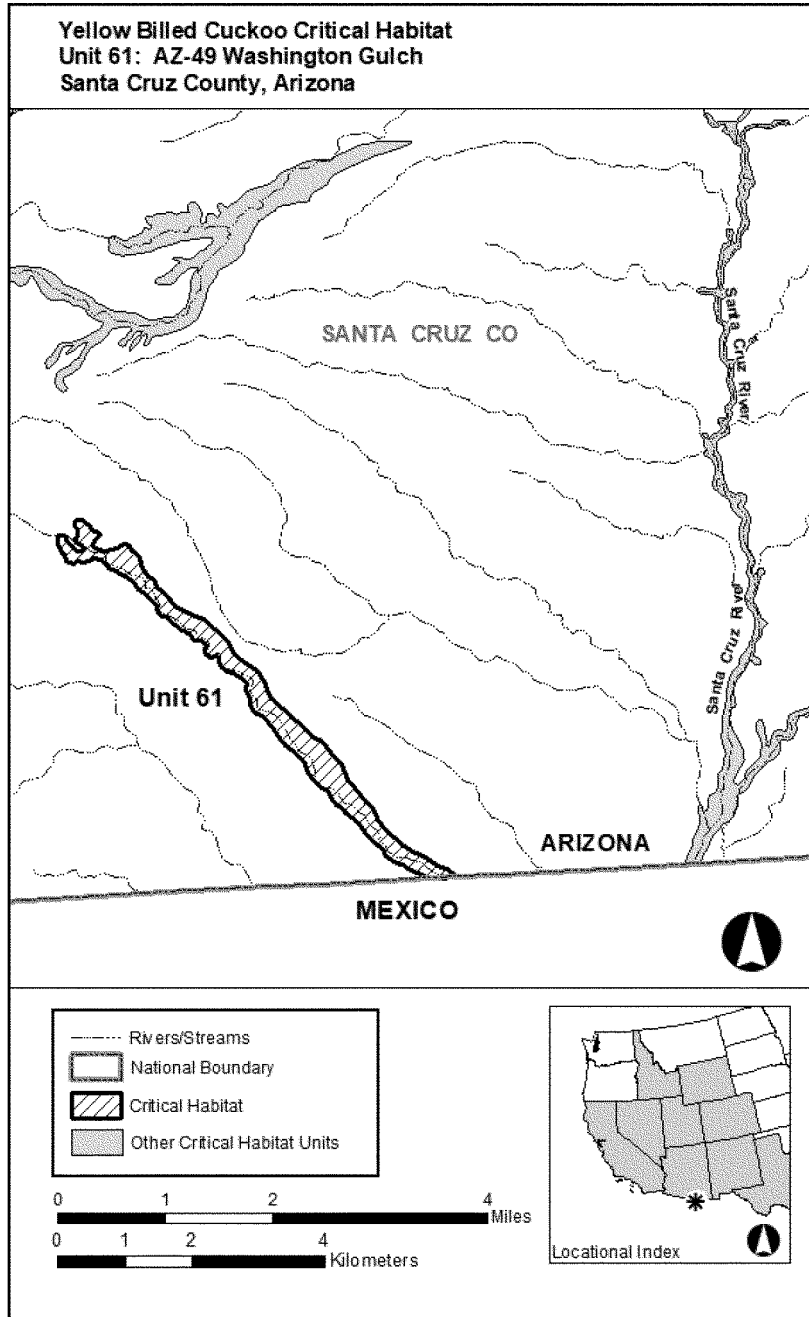 Yellow Billed Cuckoo Critical Habitat
Unit 61: AZ-49 Washington Gulch
Santa Cruz County, Arizona
SANTA CRUZ CO
Santa Cruz River
Santa Cruz River
Unit 61
ARIZONA
MEXICO
Rivers/Streams
National Boundary
Critical Habitat
Other Critical Habitat Units
0 1 2 4
Miles
0 1 2 4
Kilometers
Locational Index